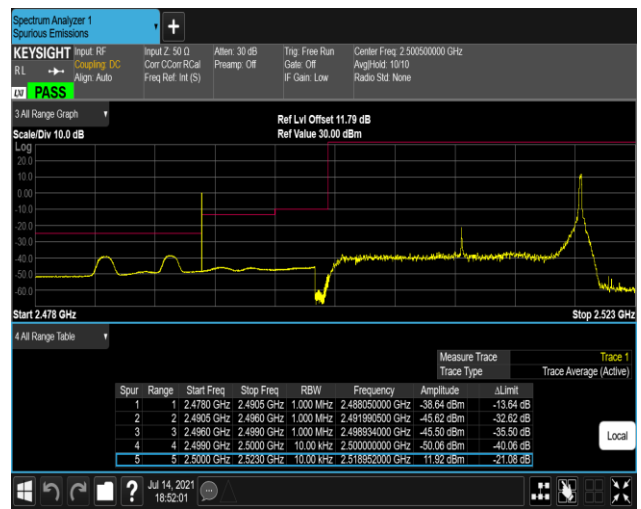 Spectrum Analyzer 1
Spurious Emissions
+
KEYSIGHT Input: RF Input Z: 50 Ω Atten: 30 dB Trig: Free Run Center Freq: 2.500500000 GHz
RL Coupling: DC Corr CCorr RCal Preamp: Off Gate: Off Avg|Hold: 10/10
Align: Auto Freq Ref: Int (S) IF Gain: Low Radio Std: None
LXI PASS
3 All Range Graph
Ref Lvl Offset 11.79 dB
Scale/Div 10.0 dB Ref Value 30.00 dBm
Log
20.0
10.0
0.00
-10.0
-20.0
-30.0
-40.0
-50.0
-60.0
Start 2.478 GHz Stop 2.523 GHz
4 All Range Table
Measure Trace Trace 1
Trace Type Trace Average (Active)
Spur Range Start Freq Stop Freq RBW Frequency Amplitude ΔLimit
1 1 2.4780 GHz 2.4905 GHz 1.000 MHz 2.488050000 GHz -38.64 dBm -13.64 dB
2 2 2.4905 GHz 2.4960 GHz 1.000 MHz 2.491990500 GHz -45.62 dBm -32.62 dB
3 3 2.4960 GHz 2.4990 GHz 1.000 MHz 2.498934000 GHz -45.50 dBm -35.50 dB
4 4 2.4990 GHz 2.5000 GHz 10.00 kHz 2.500000000 GHz -50.06 dBm -40.06 dB
5 5 2.5000 GHz 2.5230 GHz 10.00 kHz 2.518952000 GHz 11.92 dBm -21.08 dB
Local
? Jul 14, 2021
18:52:01